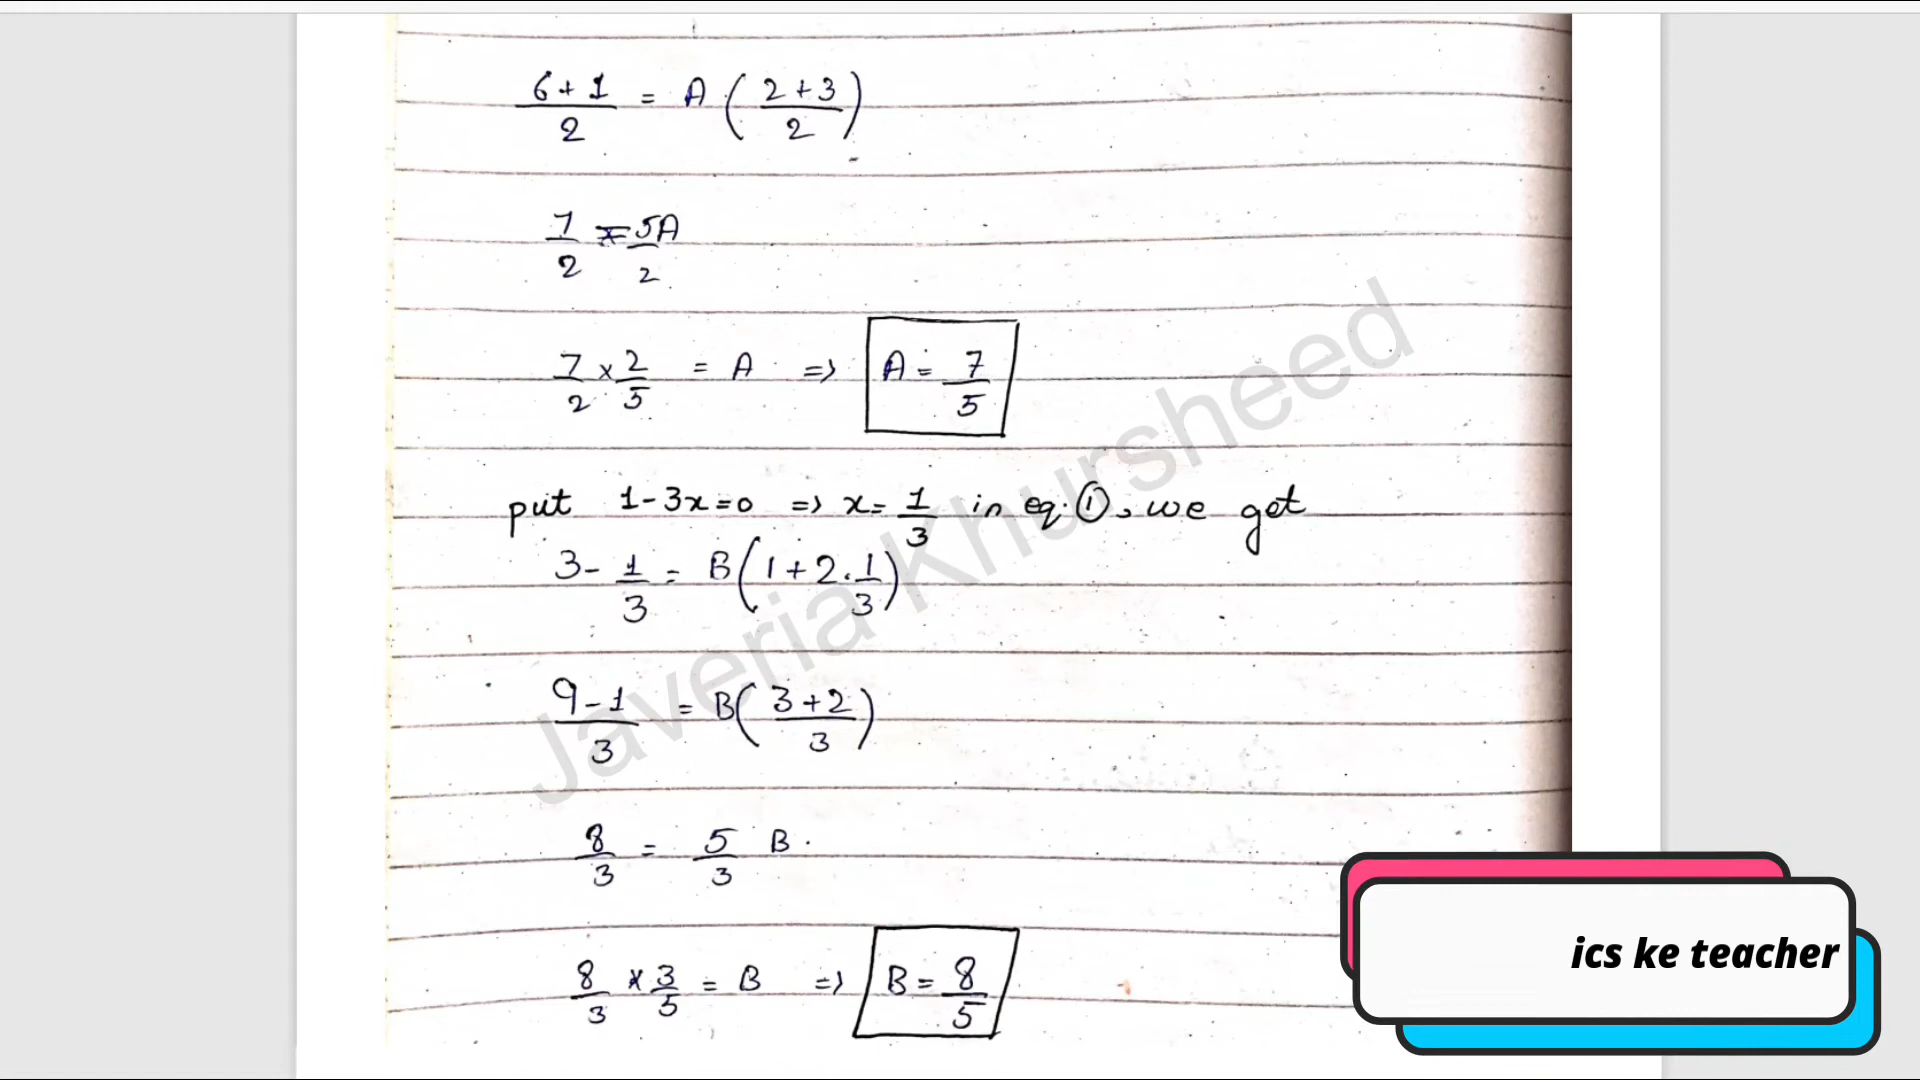 6+1/2 = A (2+3/2)
7/2 = 5A/2
7/2 × 2/5 = A => A = 7/5
put 1-3x=0 => x= 1/3 in eq.①, we get
3 - 1/3 = B(1+2.1/3)
9-1/3 = B(3+2/3)
8/3 = 5/3 B.
8/3 × 3/5 = B => B = 8/5
Javeria Khursheed
ics ke teacher